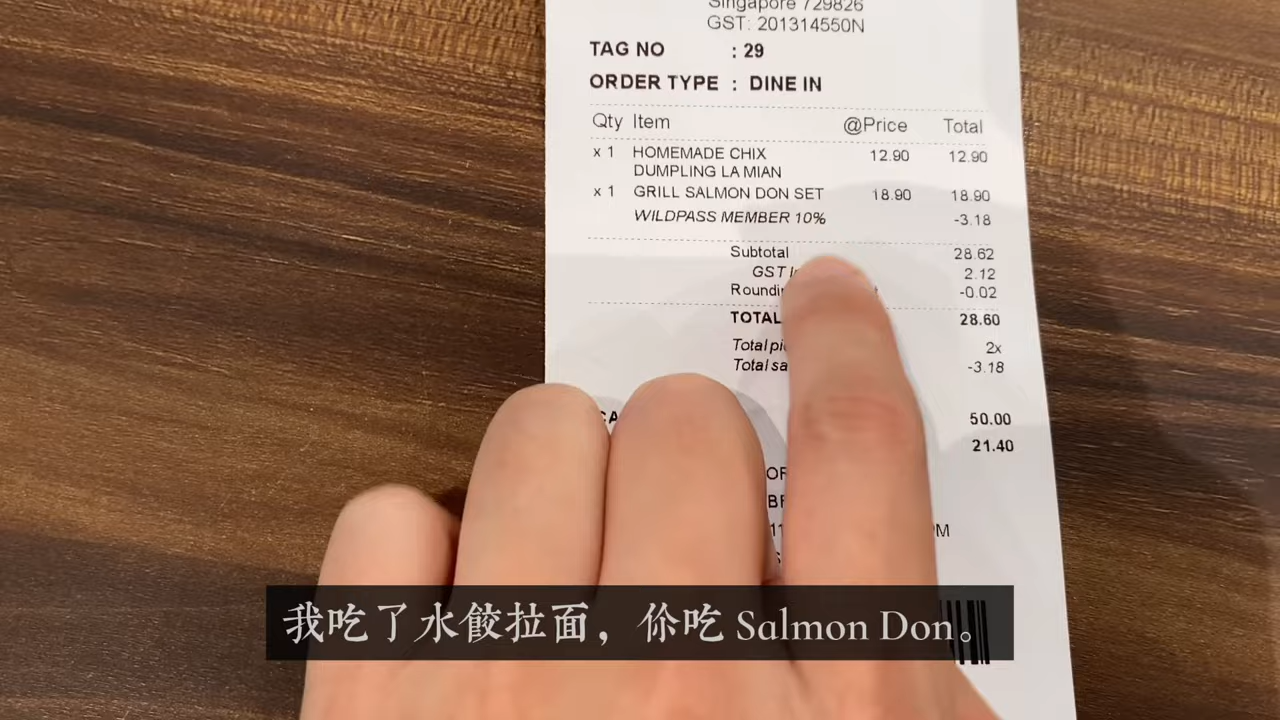 Singapore 729826
GST: 201314550N
TAG NO : 29
ORDER TYPE : DINE IN
Qty Item @Price Total
x 1 HOMEMADE CHIX 12.90 12.90
DUMPLING LA MIAN
x 1 GRILL SALMON DON SET 18.90 18.90
WILDPASS MEMBER 10% -3.18
Subtotal 28.62
GST 2.12
-0.02
TOTAL 28.60
Total 2x
Total -3.18
50.00
21.40
我吃了水餃拉面，你吃 Salmon Don。